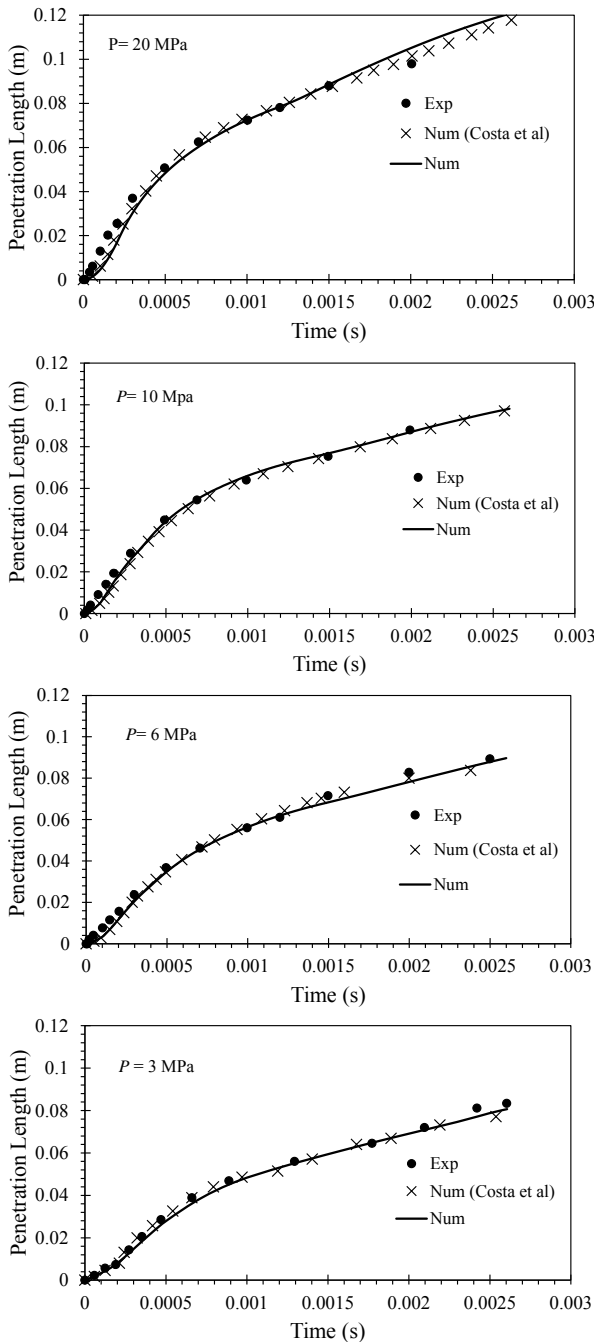 0.12
P= 20 MPa
0.1
0.08
0.06
0.04
0.02
0
Penetration Length (m)
Exp
Num (Costa et al)
Num
0 0.0005 0.001 0.0015 0.002 0.0025 0.003
Time (s)
0.12
P= 10 Mpa
0.1
0.08
0.06
0.04
0.02
0
Penetration Length (m)
Exp
Num (Costa et al)
Num
0 0.0005 0.001 0.0015 0.002 0.0025 0.003
Time (s)
0.12
P= 6 MPa
0.1
0.08
0.06
0.04
0.02
0
Penetration Length (m)
Exp
Num (Costa et al)
Num
0 0.0005 0.001 0.0015 0.002 0.0025 0.003
Time (s)
0.12
P = 3 MPa
0.1
0.08
0.06
0.04
0.02
0
Penetration Length (m)
Exp
Num (Costa et al)
Num
0 0.0005 0.001 0.0015 0.002 0.0025 0.003
Time (s)